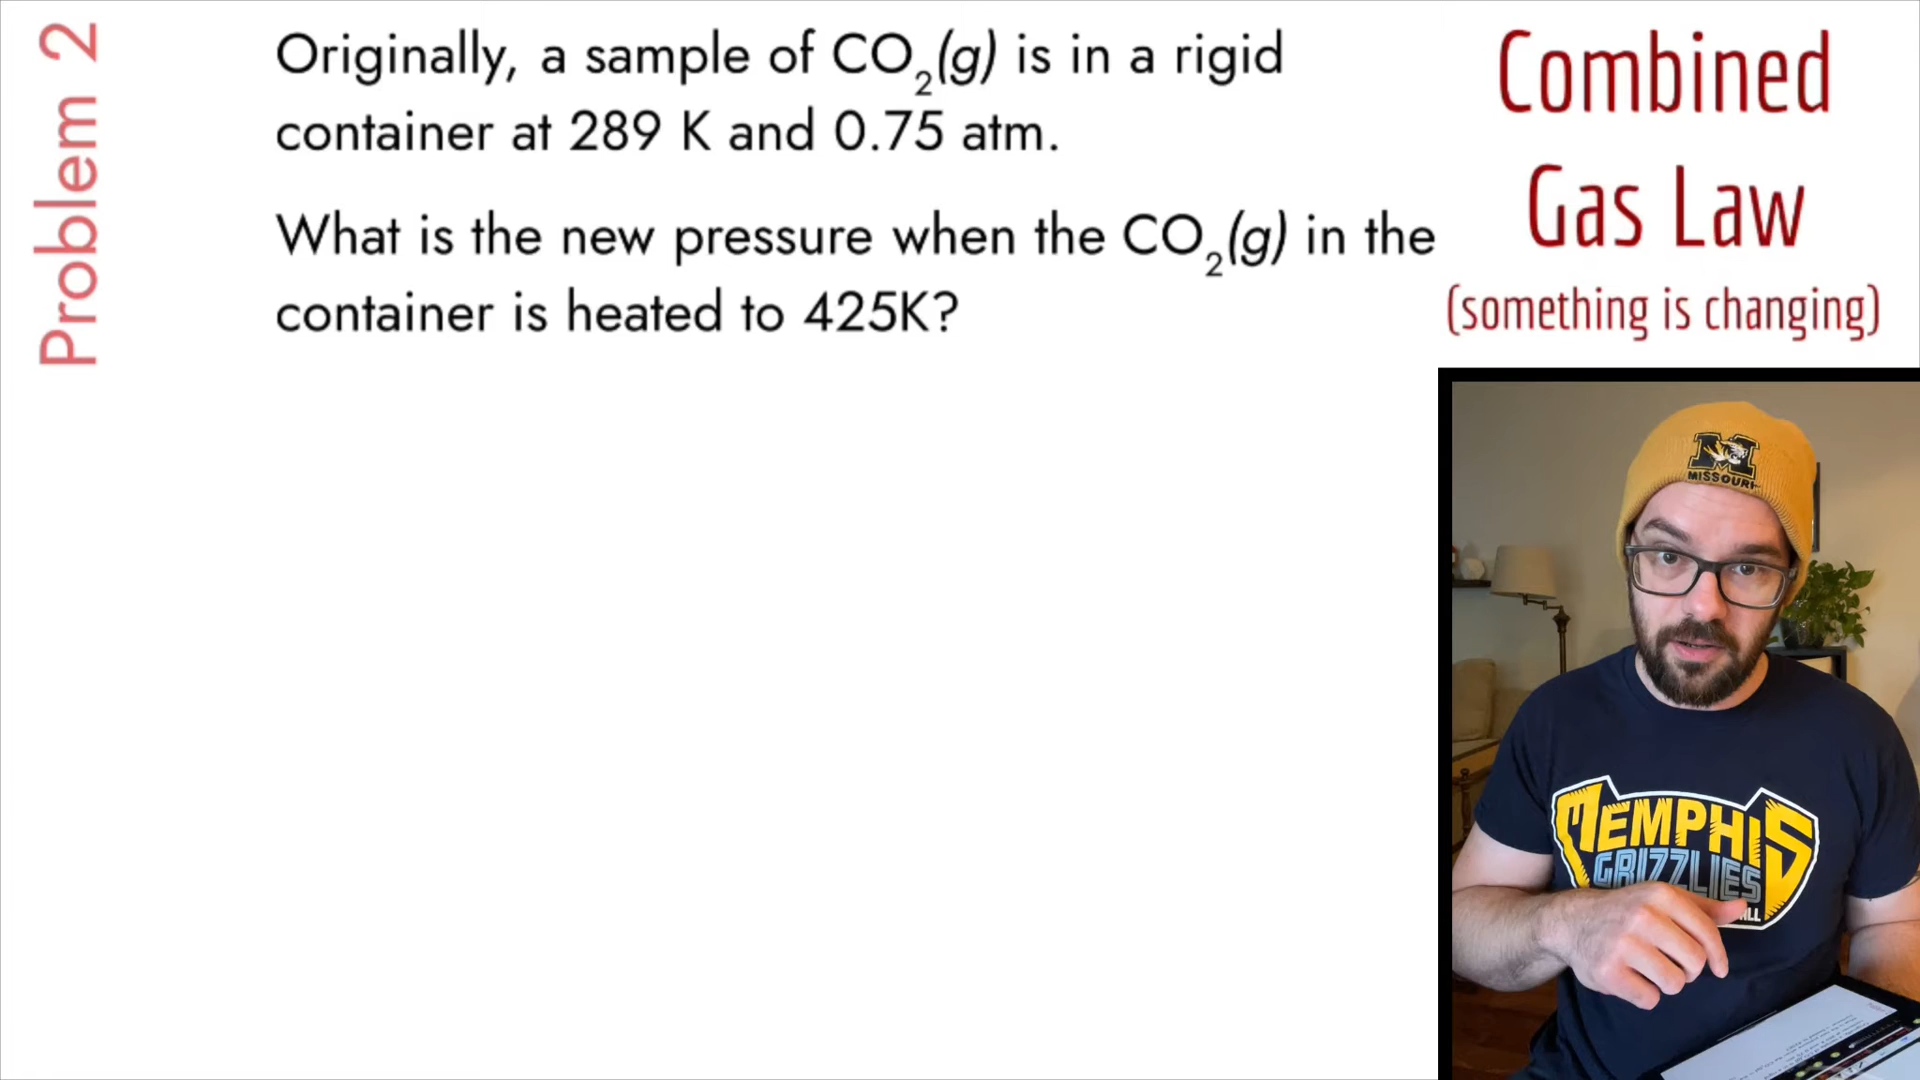 Problem 2
Originally, a sample of CO₂(g) is in a rigid
container at 289 K and 0.75 atm.
What is the new pressure when the CO₂(g) in the
container is heated to 425K?
Combined
Gas Law
(something is changing)
M
MISSOURI
MEMPHIS
GRIZZLIES